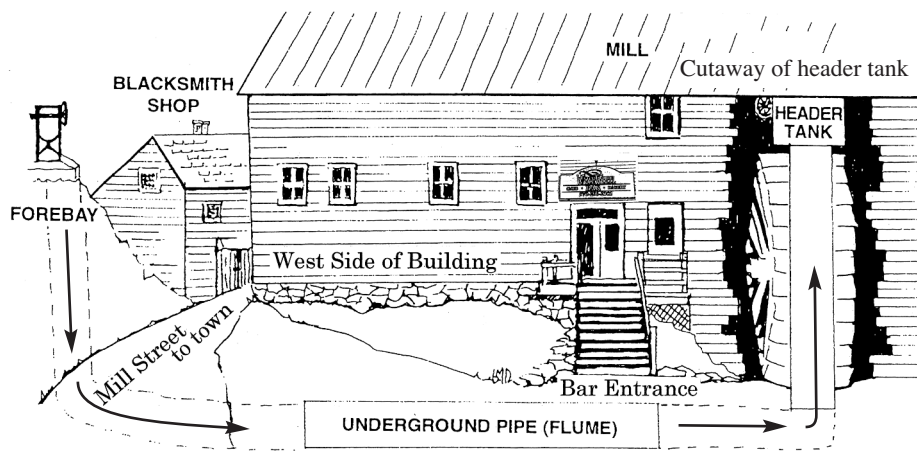 MILL
Cutaway of header tank
BLACKSMITH
SHOP
HEADER
TANK
FOREBAY
West Side of Building
Mill Street
to town
Bar Entrance
UNDERGROUND PIPE (FLUME)